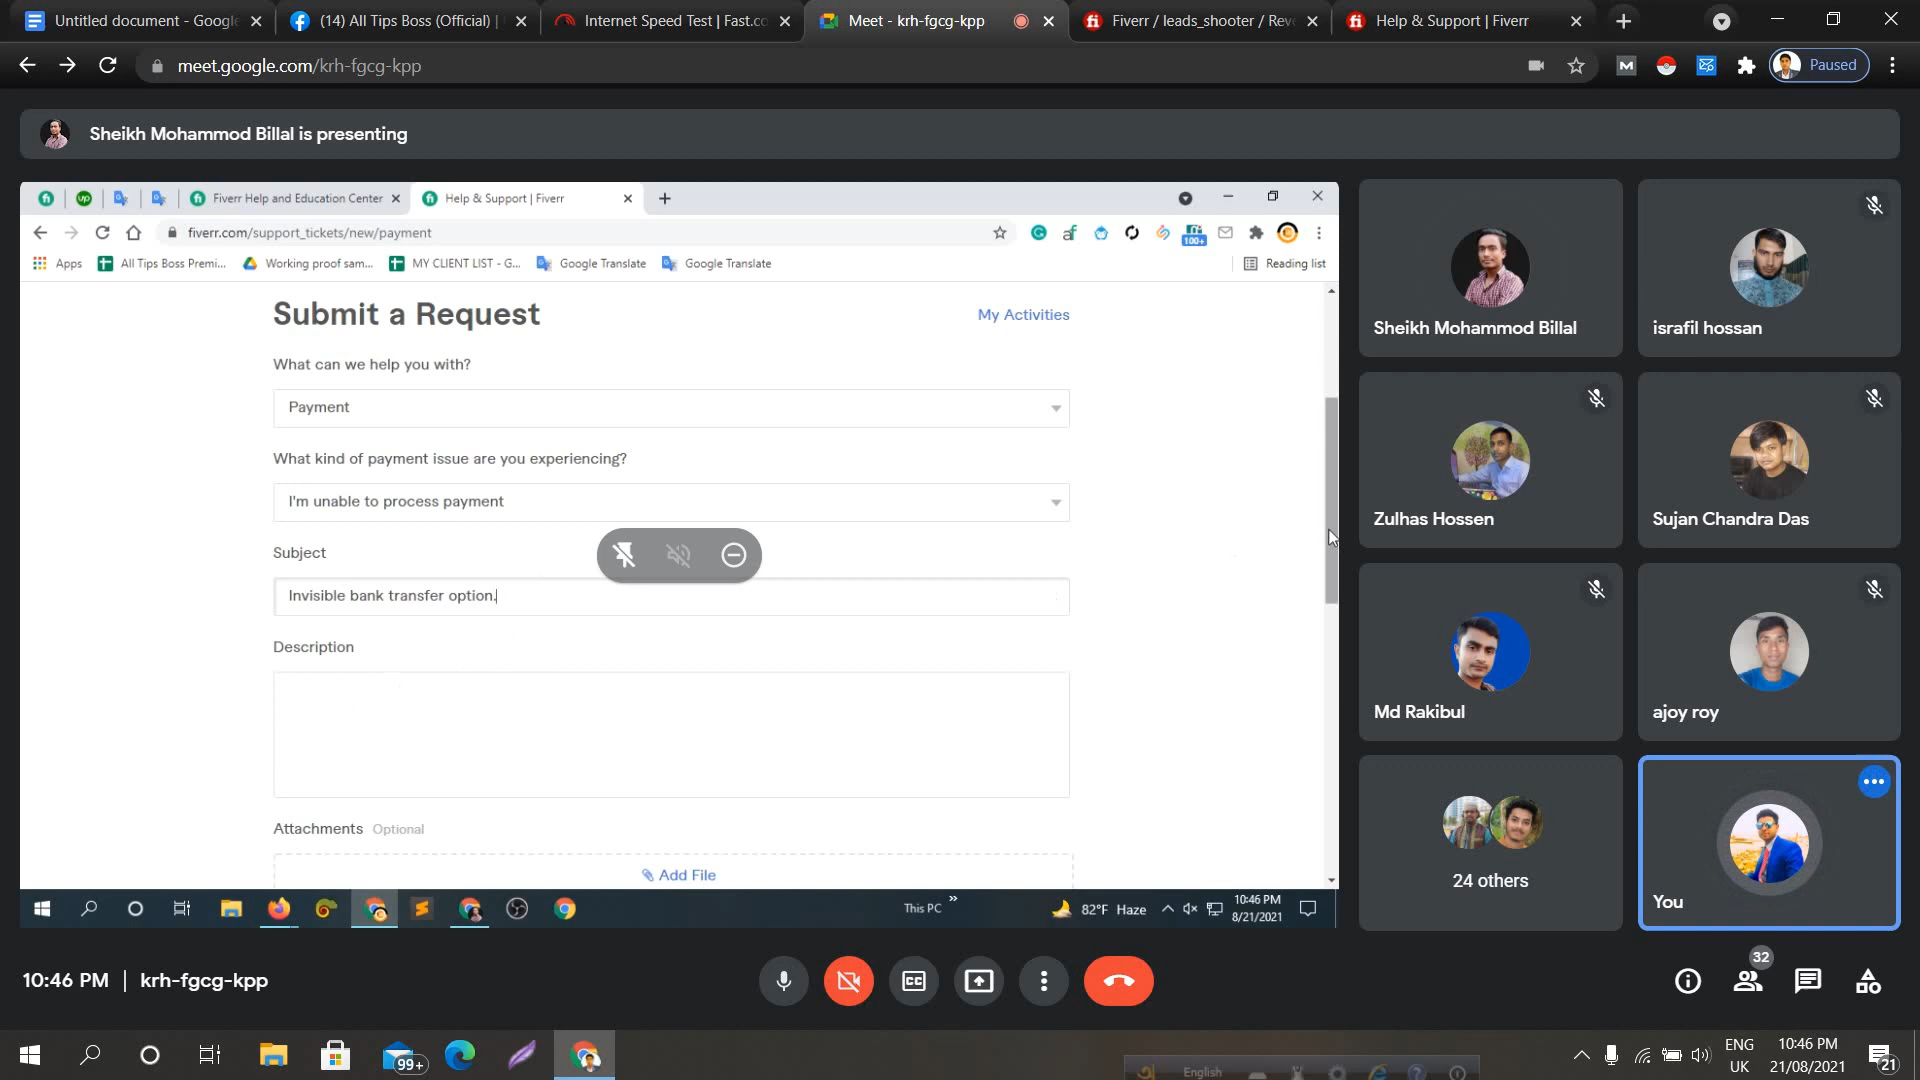 Untitled document - Google
(14) All Tips Boss (Official) |
Internet Speed Test | Fast.co
Meet - krh-fgcg-kpp
Fiverr / leads_shooter / Reve
Help & Support | Fiverr
meet.google.com/krh-fgcg-kpp
M
Paused
Sheikh Mohammod Billal is presenting
Fiverr Help and Education Center
Help & Support | Fiverr
fiverr.com/support_tickets/new/payment
100+
Apps
All Tips Boss Premi...
Working proof sam...
MY CLIENT LIST - G...
Google Translate
Google Translate
Reading list
Submit a Request
My Activities
What can we help you with?
Payment
What kind of payment issue are you experiencing?
I'm unable to process payment
Subject
Invisible bank transfer option.
Description
Attachments Optional
Add File
This PC
82°F Haze
10:46 PM
8/21/2021
Sheikh Mohammod Billal
israfil hossan
Zulhas Hossen
Sujan Chandra Das
Md Rakibul
ajoy roy
24 others
You
10:46 PM | krh-fgcg-kpp
CC
32
99+
English
ENG
UK
10:46 PM
21/08/2021
21